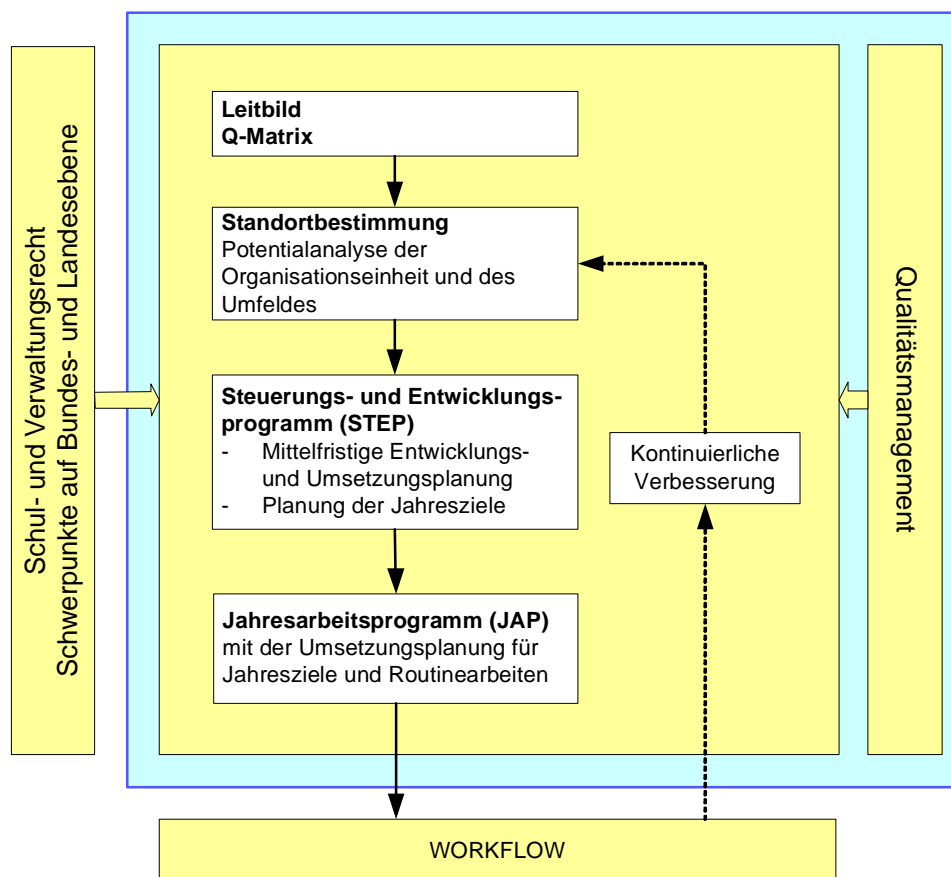 Schul- und Verwaltungsrecht
Schwerpunkte auf Bundes- und Landesebene
Leitbild
Q-Matrix
Standortbestimmung
Potentialanalyse der
Organisationseinheit und des
Umfeldes
Steuerungs- und Entwicklungs-
programm (STEP)
- Mittelfristige Entwicklungs-
und Umsetzungsplanung
- Planung der Jahresziele
Jahresarbeitsprogramm (JAP)
mit der Umsetzungsplanung für
Jahresziele und Routinearbeiten
Kontinuierliche
Verbesserung
Qualitätsmanagement
WORKFLOW